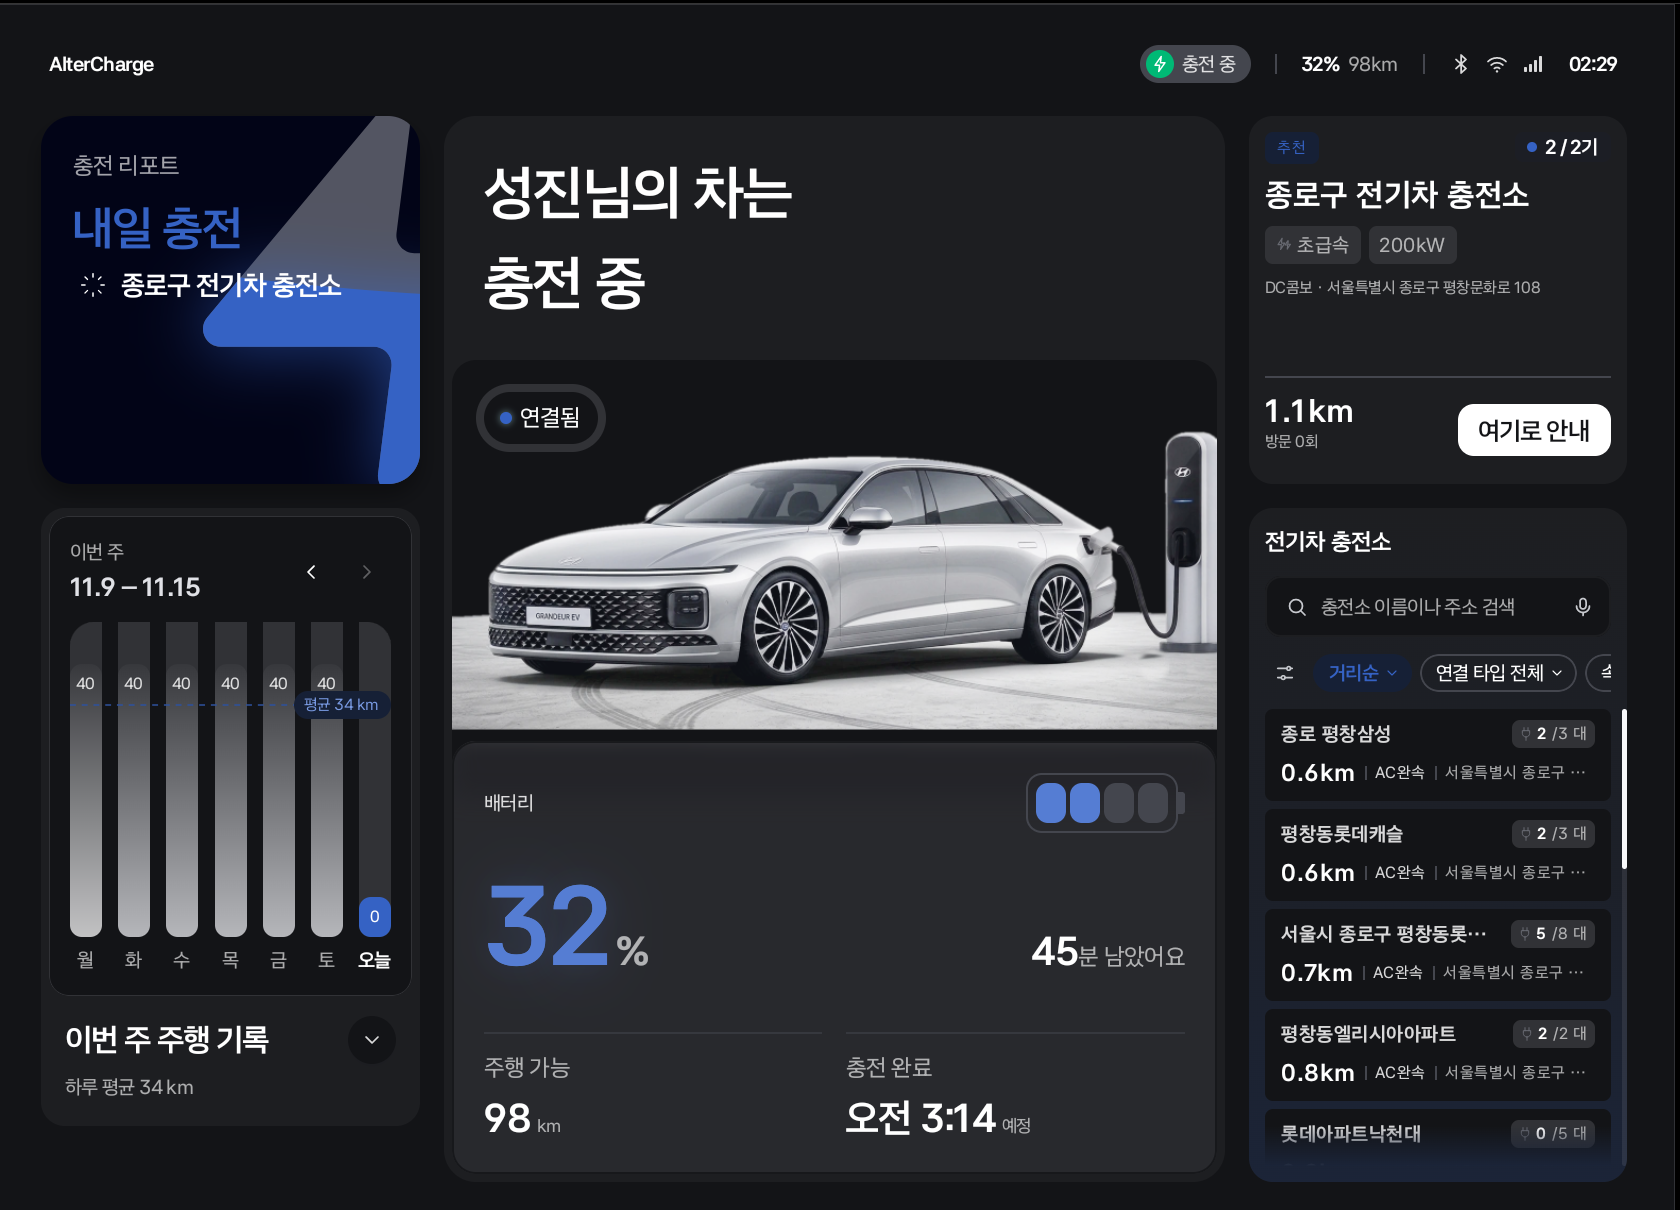 AlterCharge
충전 중
32% 98km
02:29
충전 리포트
내일 충전
종로구 전기차 충전소
이번 주
11.9 – 11.15
40 40 40 40 40 40
평균 34 km
0
월 화 수 목 금 토 오늘
이번 주 주행 기록
하루 평균 34 km
성진님의 차는
충전 중
연결됨
GRANDEUR EV
배터리
32%
45분 남았어요
주행 가능
98 km
충전 완료
오전 3:14 예정
추천
2 / 2기
종로구 전기차 충전소
초급속 200kW
DC콤보 · 서울특별시 종로구 평창문화로 108
1.1km
방문 0회
여기로 안내
전기차 충전소
충전소 이름이나 주소 검색
거리순 연결 타입 전체
종로 평창삼성 2 /3 대
0.6km | AC완속 | 서울특별시 종로구 ⋯
평창동롯데캐슬 2 /3 대
0.6km | AC완속 | 서울특별시 종로구 ⋯
서울시 종로구 평창동롯⋯ 5 /8 대
0.7km | AC완속 | 서울특별시 종로구 ⋯
평창동엘리시아아파트 2 /2 대
0.8km | AC완속 | 서울특별시 종로구 ⋯
롯데아파트낙천대 0 /5 대